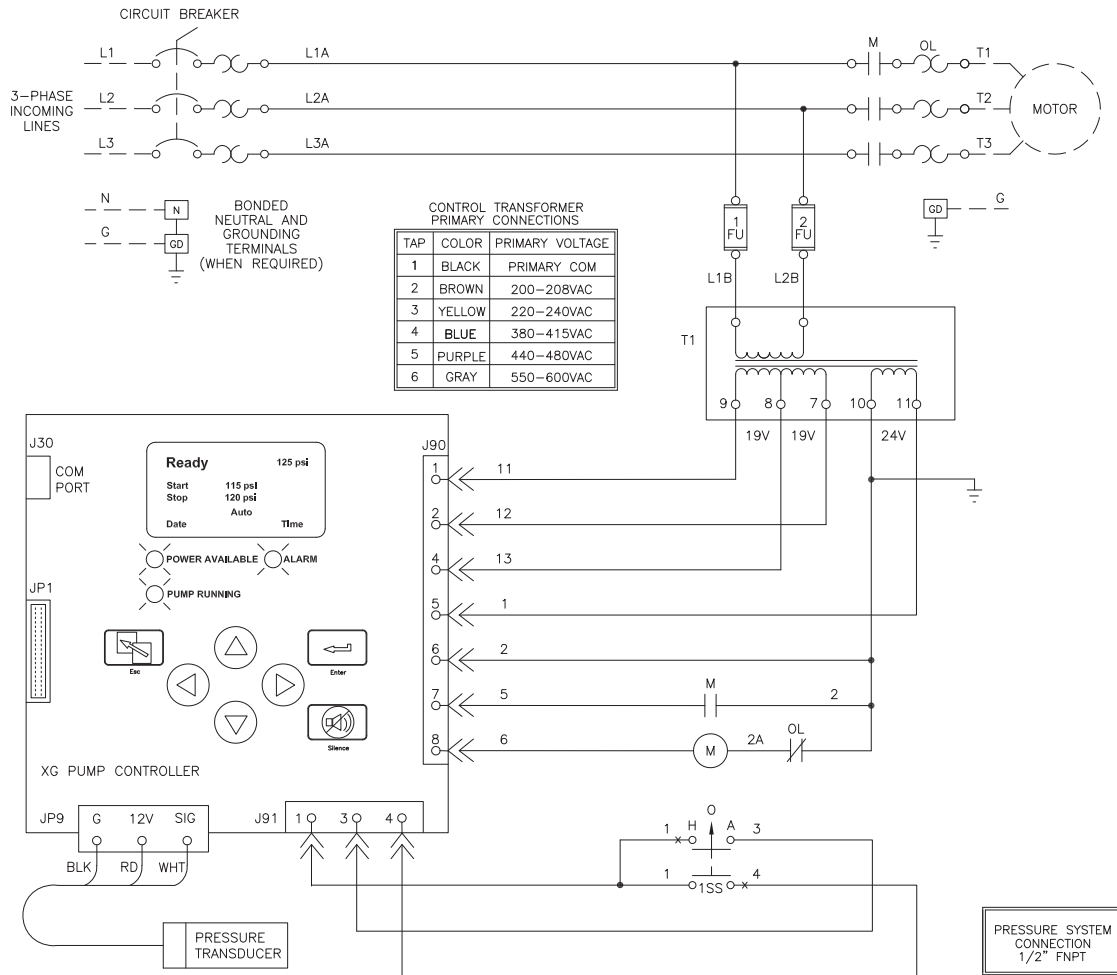 CIRCUIT BREAKER
L1
L1A
M
OL
T1
3-PHASE
INCOMING
LINES
L2
L2A
T2
MOTOR
L3
L3A
T3
N
N
G
GD
BONDED
NEUTRAL AND
GROUNDING
TERMINALS
(WHEN REQUIRED)
CONTROL TRANSFORMER
PRIMARY CONNECTIONS
TAP COLOR PRIMARY VOLTAGE
1 BLACK PRIMARY COM
2 BROWN 200-208VAC
3 YELLOW 220-240VAC
4 BLUE 380-415VAC
5 PURPLE 440-480VAC
6 GRAY 550-600VAC
1
FU
2
FU
GD
G
L1B
L2B
T1
9
8
7
10
11
19V
19V
24V
J30
COM
PORT
JP1
Ready 125 psi
Start 115 psi
Stop 120 psi
Auto
Date Time
POWER AVAILABLE
ALARM
PUMP RUNNING
Esc
Enter
Silence
XG PUMP CONTROLLER
J90
1
11
2
12
4
13
5
1
6
2
7
5
M
2
8
6
M
2A
OL
JP9
G
12V
SIG
BLK
RD
WHT
PRESSURE
TRANSDUCER
J91
1
3
4
O
1
x
H
A
3
1
1SS
x
4
PRESSURE SYSTEM
CONNECTION
1/2" FNPT